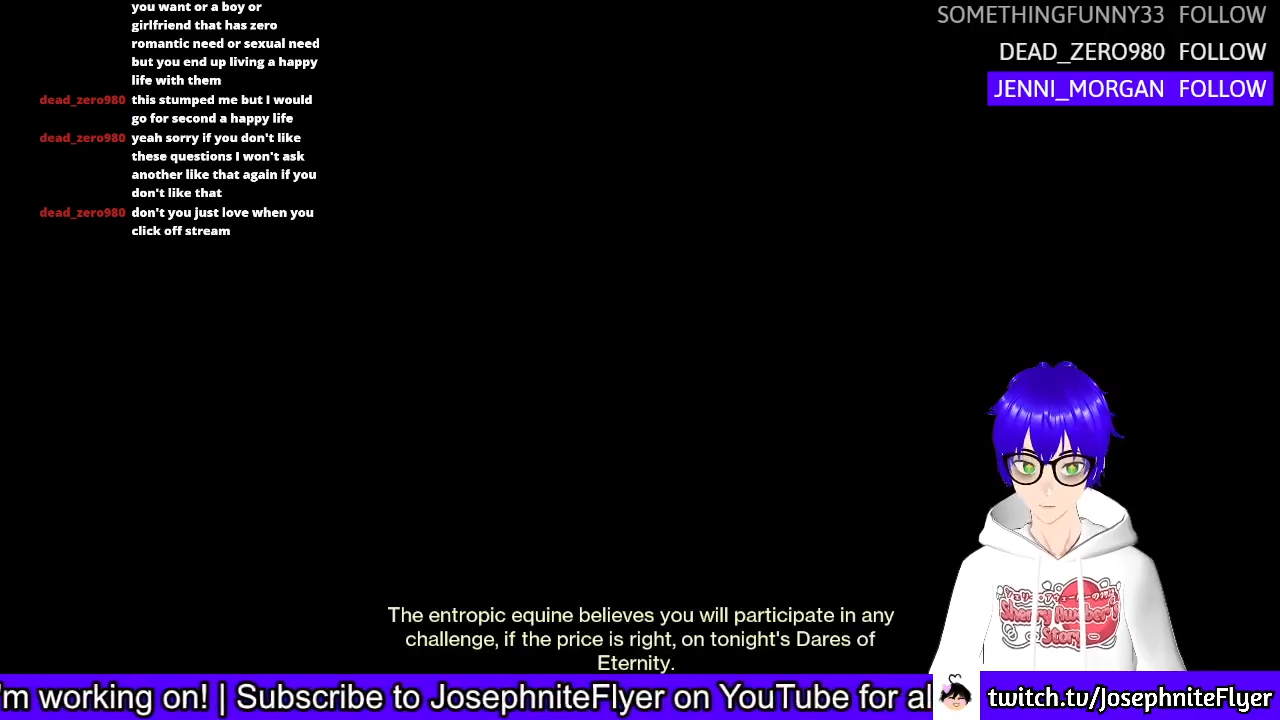 you want or a boy or
girlfriend that has zero
romantic need or sexual need
but you end up living a happy
life with them
dead_zero980 this stumped me but I would
go for second a happy life
dead_zero980 yeah sorry if you don't like
these questions I won't ask
another like that again if you
don't like that
dead_zero980 don't you just love when you
click off stream
SOMETHINGFUNNY33 FOLLOW
DEAD_ZERO980 FOLLOW
JENNI_MORGAN FOLLOW
Story
The entropic equine believes you will participate in any
challenge, if the price is right, on tonight's Dares of
Eternity.
'm working on! | Subscribe to JosephniteFlyer on YouTube for al
twitch.tv/JosephniteFlyer